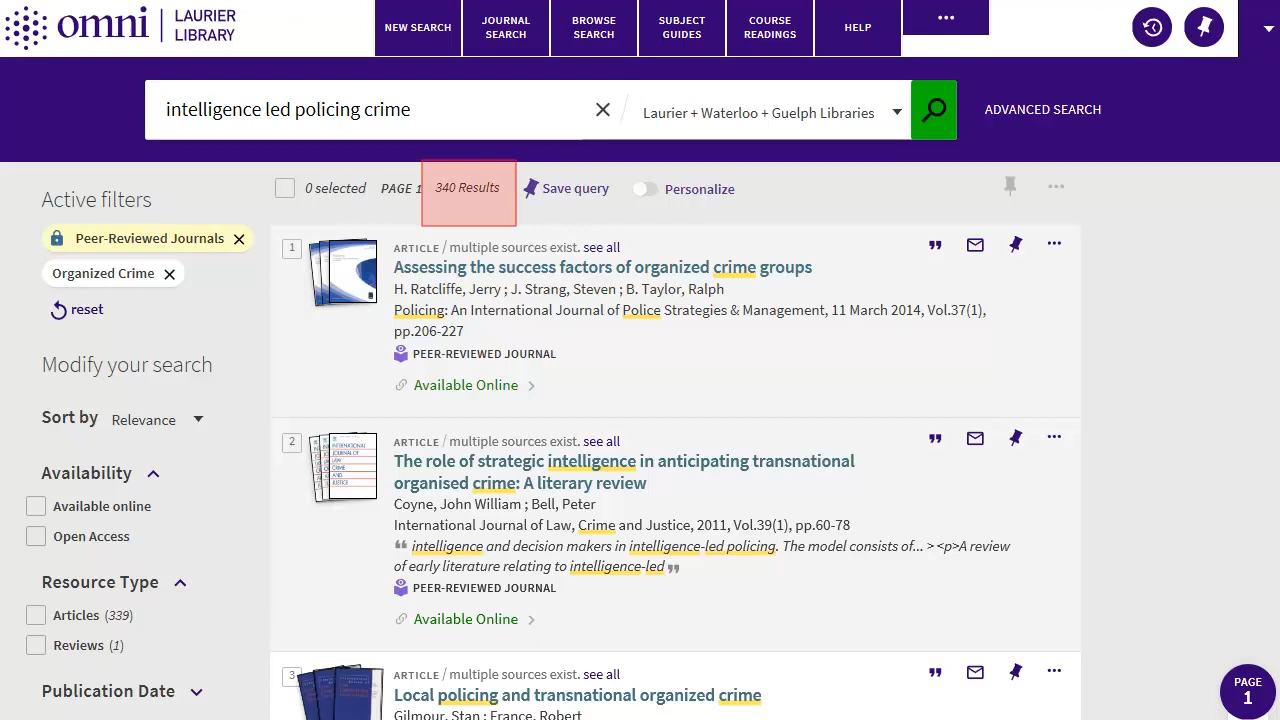 omni LAURIER LIBRARY
NEW SEARCH
JOURNAL SEARCH
BROWSE SEARCH
SUBJECT GUIDES
COURSE READINGS
HELP
intelligence led policing crime
Laurier + Waterloo + Guelph Libraries
ADVANCED SEARCH
Active filters
Peer-Reviewed Journals
Organized Crime
reset
Modify your search
Sort by Relevance
Availability
Available online
Open Access
Resource Type
Articles (339)
Reviews (1)
Publication Date
0 selected PAGE 1 340 Results Save query Personalize
1
ARTICLE / multiple sources exist. see all
Assessing the success factors of organized crime groups
H. Ratcliffe, Jerry ; J. Strang, Steven ; B. Taylor, Ralph
Policing: An International Journal of Police Strategies & Management, 11 March 2014, Vol.37(1),
pp.206-227
PEER-REVIEWED JOURNAL
Available Online
2
INTERNATIONAL
JOURNAL OF
LAW
CRIME
AND
JUSTICE
ARTICLE / multiple sources exist. see all
The role of strategic intelligence in anticipating transnational
organised crime: A literary review
Coyne, John William ; Bell, Peter
International Journal of Law, Crime and Justice, 2011, Vol.39(1), pp.60-78
❝ intelligence and decision makers in intelligence-led policing. The model consists of... > <p>A review
of early literature relating to intelligence-led ❞
PEER-REVIEWED JOURNAL
Available Online
3
ARTICLE / multiple sources exist. see all
Local policing and transnational organized crime
Gilmour, Stan ; France, Robert
PAGE
1